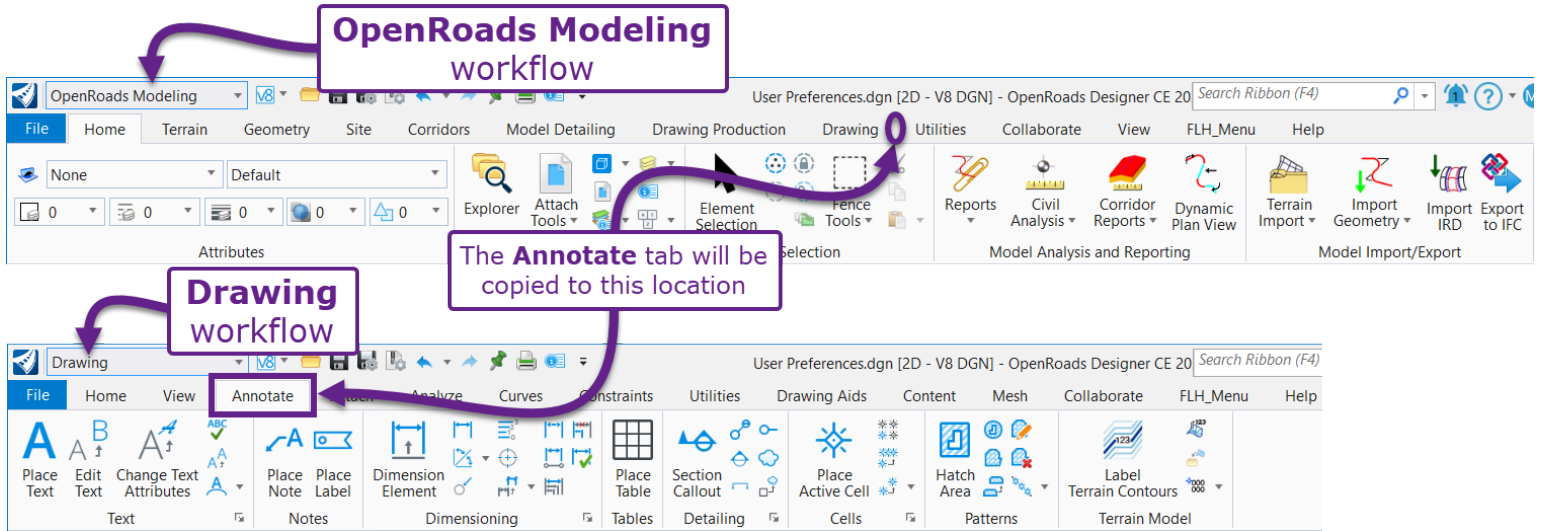 OpenRoads Modeling
workflow
OpenRoads Modeling
V8
User Preferences.dgn [2D - V8 DGN] - OpenRoads Designer CE 20
Search Ribbon (F4)
File Home Terrain Geometry Site Corridors Model Detailing Drawing Production Drawing Utilities Collaborate View FLH_Menu Help
None Default
0 0 0 0 0
Explorer Attach Tools
Element Selection
Fence Tools
Reports Civil Analysis Corridor Reports Dynamic Plan View
Terrain Import Import Geometry Import IRD Export to IFC
Attributes
Selection
Model Analysis and Reporting
Model Import/Export
The Annotate tab will be
copied to this location
Drawing
workflow
Drawing
V8
User Preferences.dgn [2D - V8 DGN] - OpenRoads Designer CE 20
Search Ribbon (F4)
File Home View Annotate Attach Analyze Curves Constraints Utilities Drawing Aids Content Mesh Collaborate FLH_Menu Help
Place Text Edit Text Change Text Attributes
Place Note Place Label
Dimension Element
Place Table
Section Callout
Place Active Cell
Hatch Area
Label Terrain Contours
Text Notes Dimensioning Tables Detailing Cells Patterns Terrain Model